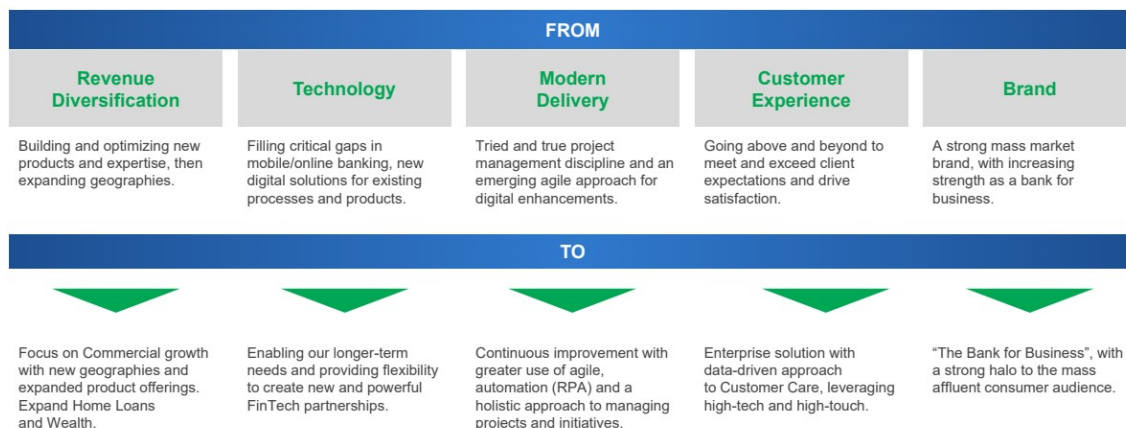 FROM
Revenue
Diversification
Building and optimizing new
products and expertise, then
expanding geographies.
Technology
Filling critical gaps in
mobile/online banking, new
digital solutions for existing
processes and products.
Modern
Delivery
Tried and true project
management discipline and an
emerging agile approach for
digital enhancements.
Customer
Experience
Going above and beyond to
meet and exceed client
expectations and drive
satisfaction.
Brand
A strong mass market
brand, with increasing
strength as a bank for
business.
TO
Focus on Commercial growth
with new geographies and
expanded product offerings.
Expand Home Loans
and Wealth.
Enabling our longer-term
needs and providing flexibility
to create new and powerful
FinTech partnerships.
Continuous improvement with
greater use of agile,
automation (RPA) and a
holistic approach to managing
projects and initiatives.
Enterprise solution with
data-driven approach
to Customer Care, leveraging
high-tech and high-touch.
“The Bank for Business”, with
a strong halo to the mass
affluent consumer audience.